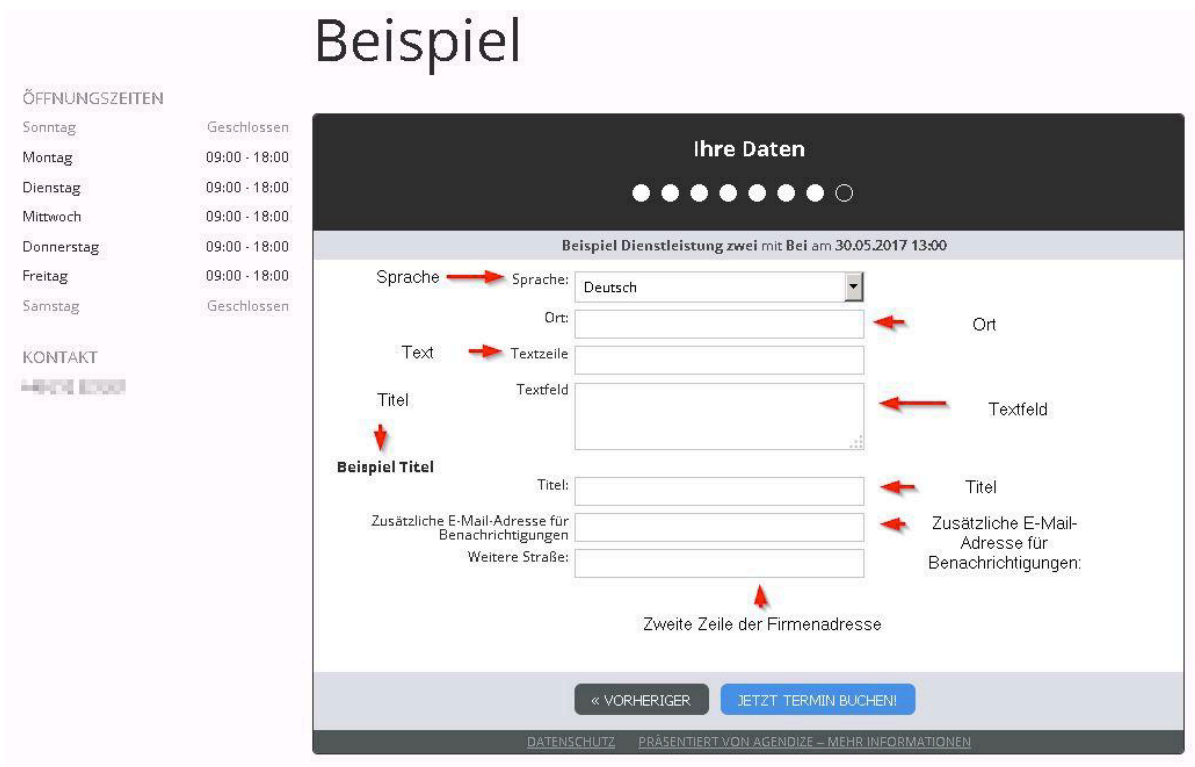 Beispiel
ÖFFNUNGSZEITEN
Sonntag Geschlossen
Montag 09:00 - 18:00
Dienstag 09:00 - 18:00
Mittwoch 09:00 - 18:00
Donnerstag 09:00 - 18:00
Freitag 09:00 - 18:00
Samstag Geschlossen
KONTAKT
Ihre Daten
Beispiel Dienstleistung zwei mit Bei am 30.05.2017 13:00
Sprache Sprache: Deutsch
Ort: Ort
Text Textzeile
Titel Textfeld Textfeld
Beispiel Titel
Titel: Titel
Zusätzliche E-Mail-Adresse für
Benachrichtigungen
Zusätzliche E-Mail-
Adresse für
Benachrichtigungen:
Weitere Straße:
Zweite Zeile der Firmenadresse
« VORHERIGER JETZT TERMIN BUCHEN!
DATENSCHUTZ PRÄSENTIERT VON AGENDIZE – MEHR INFORMATIONEN